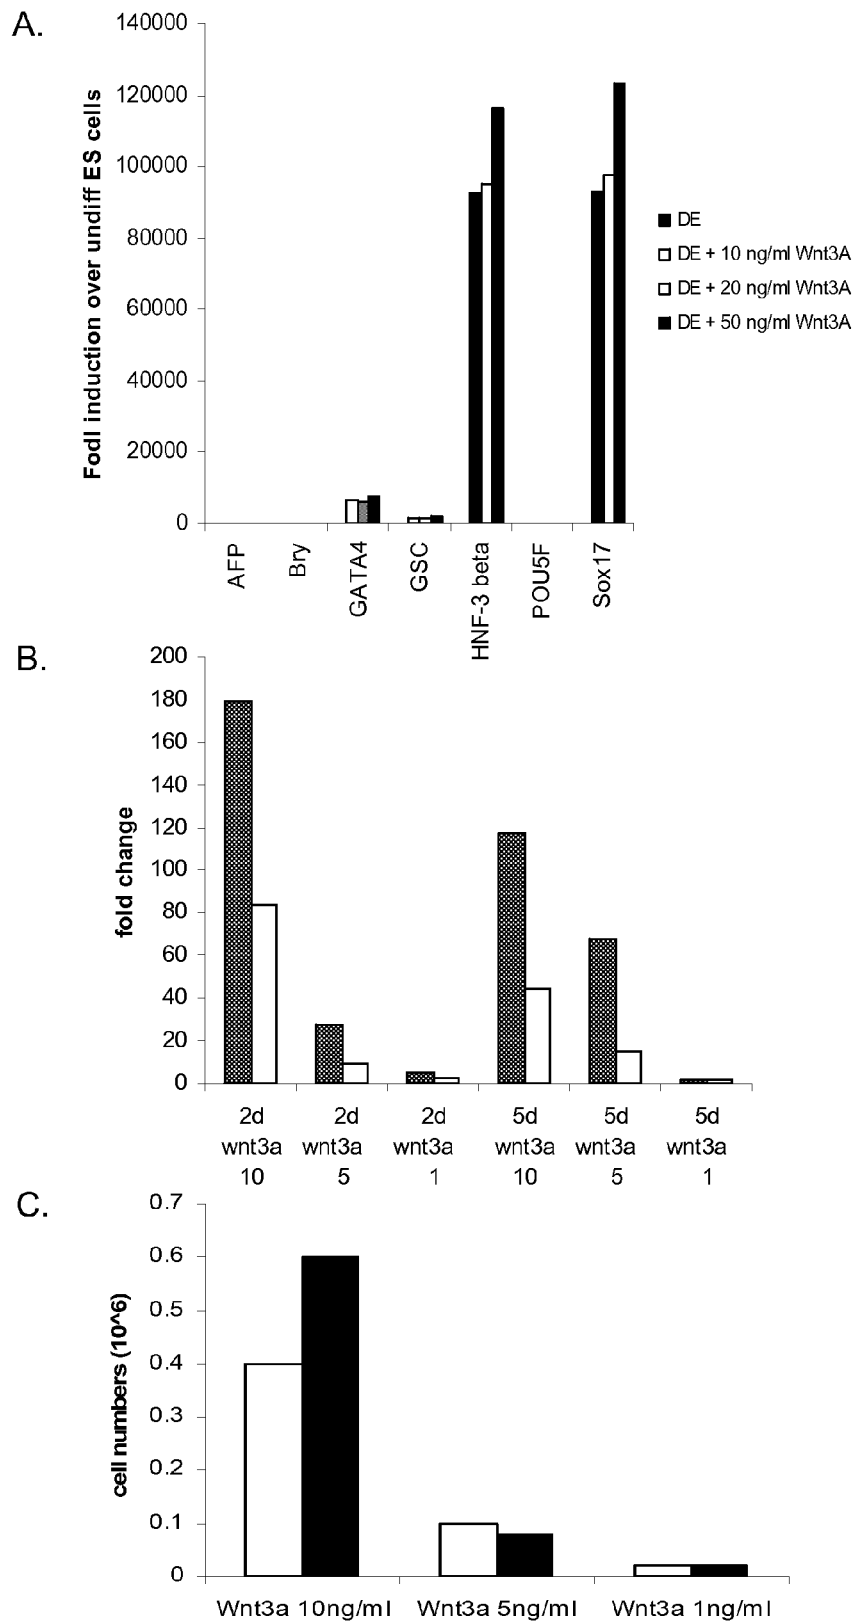 A.
Fodl induction over undiff ES cells
140000
120000
100000
80000
60000
40000
20000
0
AFP
Bry
GATA4
GSC
HNF-3 beta
POU5F
Sox17
DE
DE + 10 ng/ml Wnt3A
DE + 20 ng/ml Wnt3A
DE + 50 ng/ml Wnt3A
B.
fold change
200
180
160
140
120
100
80
60
40
20
0
2d 2d 2d 5d 5d 5d
wnt3a wnt3a wnt3a wnt3a wnt3a wnt3a
10 5 1 10 5 1
C.
cell numbers (10^6)
0.7
0.6
0.5
0.4
0.3
0.2
0.1
0
Wnt3a 10ng/ml Wnt3a 5ng/ml Wnt3a 1ng/ml